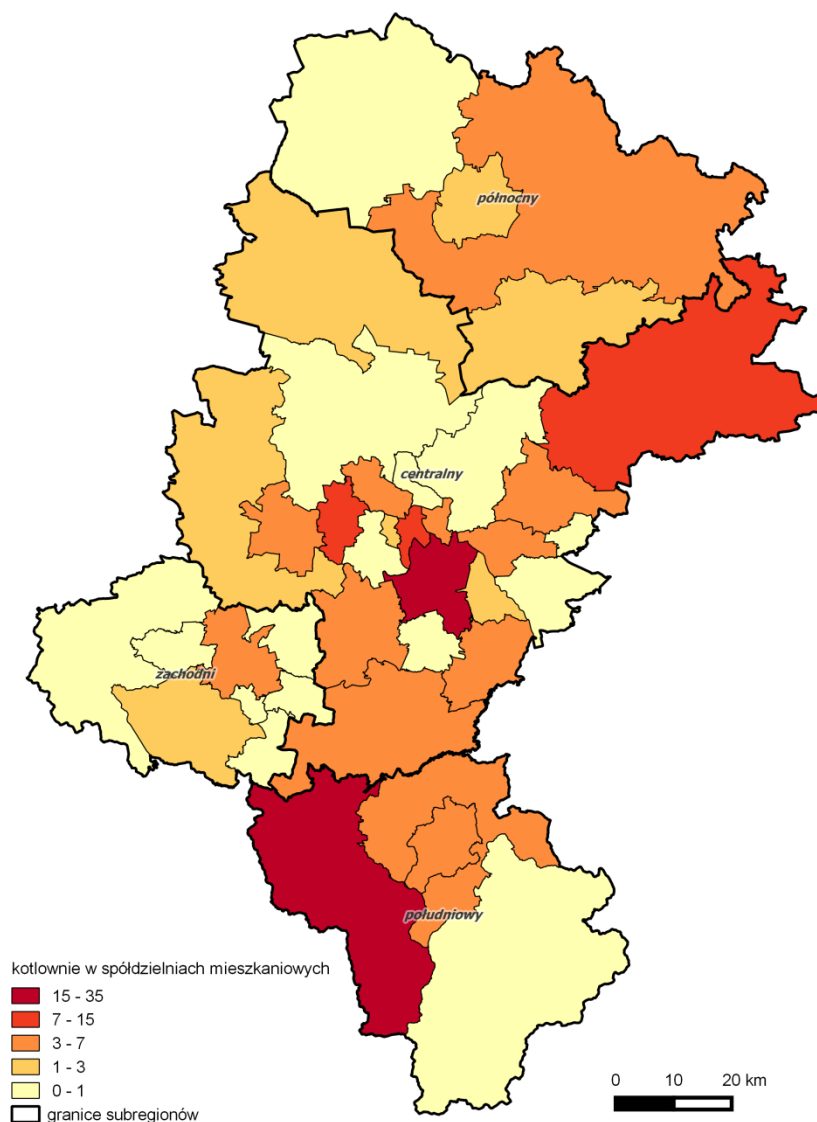 północny
centralny
zachodni
południowy
kotłownie w spółdzielniach mieszkaniowych
15 - 35
7 - 15
3 - 7
1 - 3
0 - 1
granice subregionów
0 10 20 km